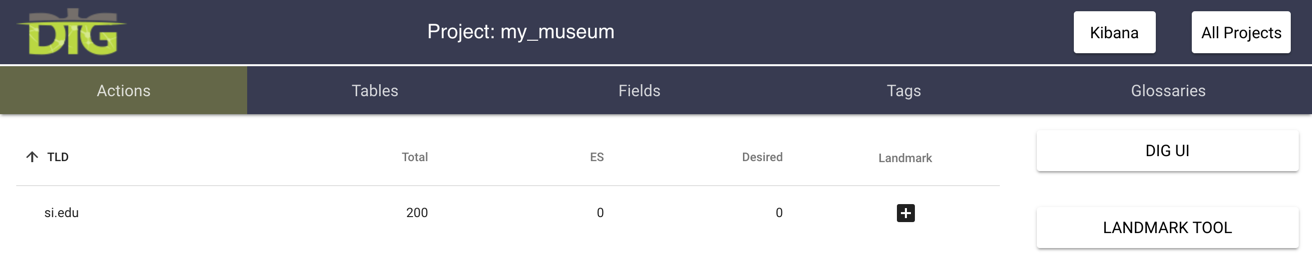 DIG
Project: my_museum
Kibana
All Projects
Actions
Tables
Fields
Tags
Glossaries
TLD
Total
ES
Desired
Landmark
si.edu
200
0
0
DIG UI
LANDMARK TOOL